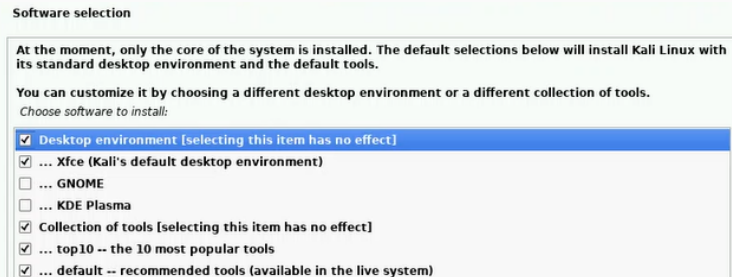 Software selection
At the moment, only the core of the system is installed. The default selections below will install Kali Linux with
its standard desktop environment and the default tools.
You can customize it by choosing a different desktop environment or a different collection of tools.
Choose software to install:
Desktop environment [selecting this item has no effect]
... Xfce (Kali's default desktop environment)
... GNOME
... KDE Plasma
Collection of tools [selecting this item has no effect]
... top10 -- the 10 most popular tools
... default -- recommended tools (available in the live system)